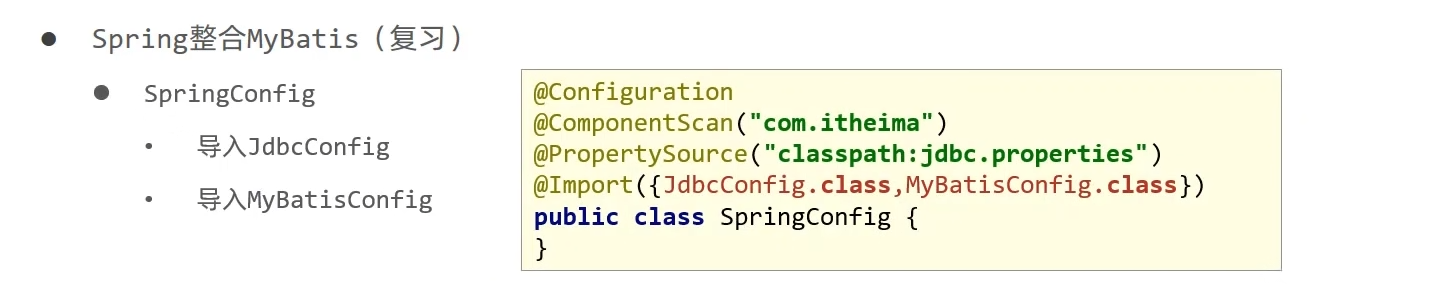 Spring整合MyBatis（复习）
SpringConfig
导入JdbcConfig
导入MyBatisConfig
@Configuration
@ComponentScan("com.itheima")
@PropertySource("classpath:jdbc.properties")
@Import({JdbcConfig.class,MyBatisConfig.class})
public class SpringConfig {
}